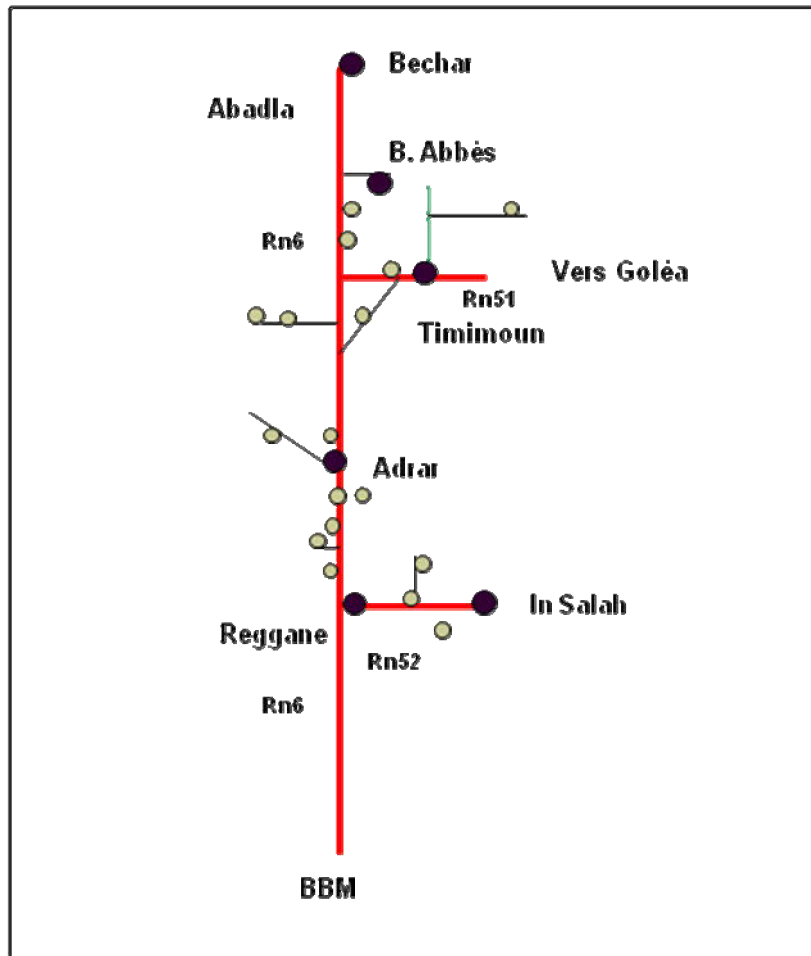 Bechar
Abadla
B. Abbès
Rn6
Vers Goléa
Rn51
Timimoun
Adrar
In Salah
Reggane
Rn52
Rn6
BBM